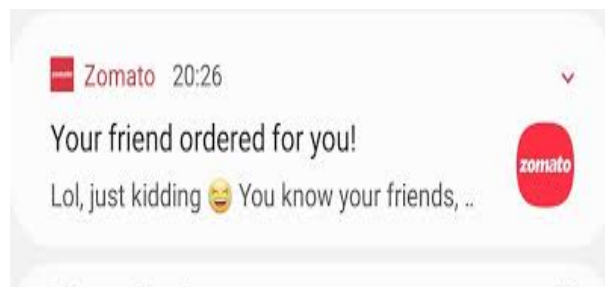 Zomato 20:26
Your friend ordered for you!
zomato
Lol, just kidding 😆 You know your friends, ..